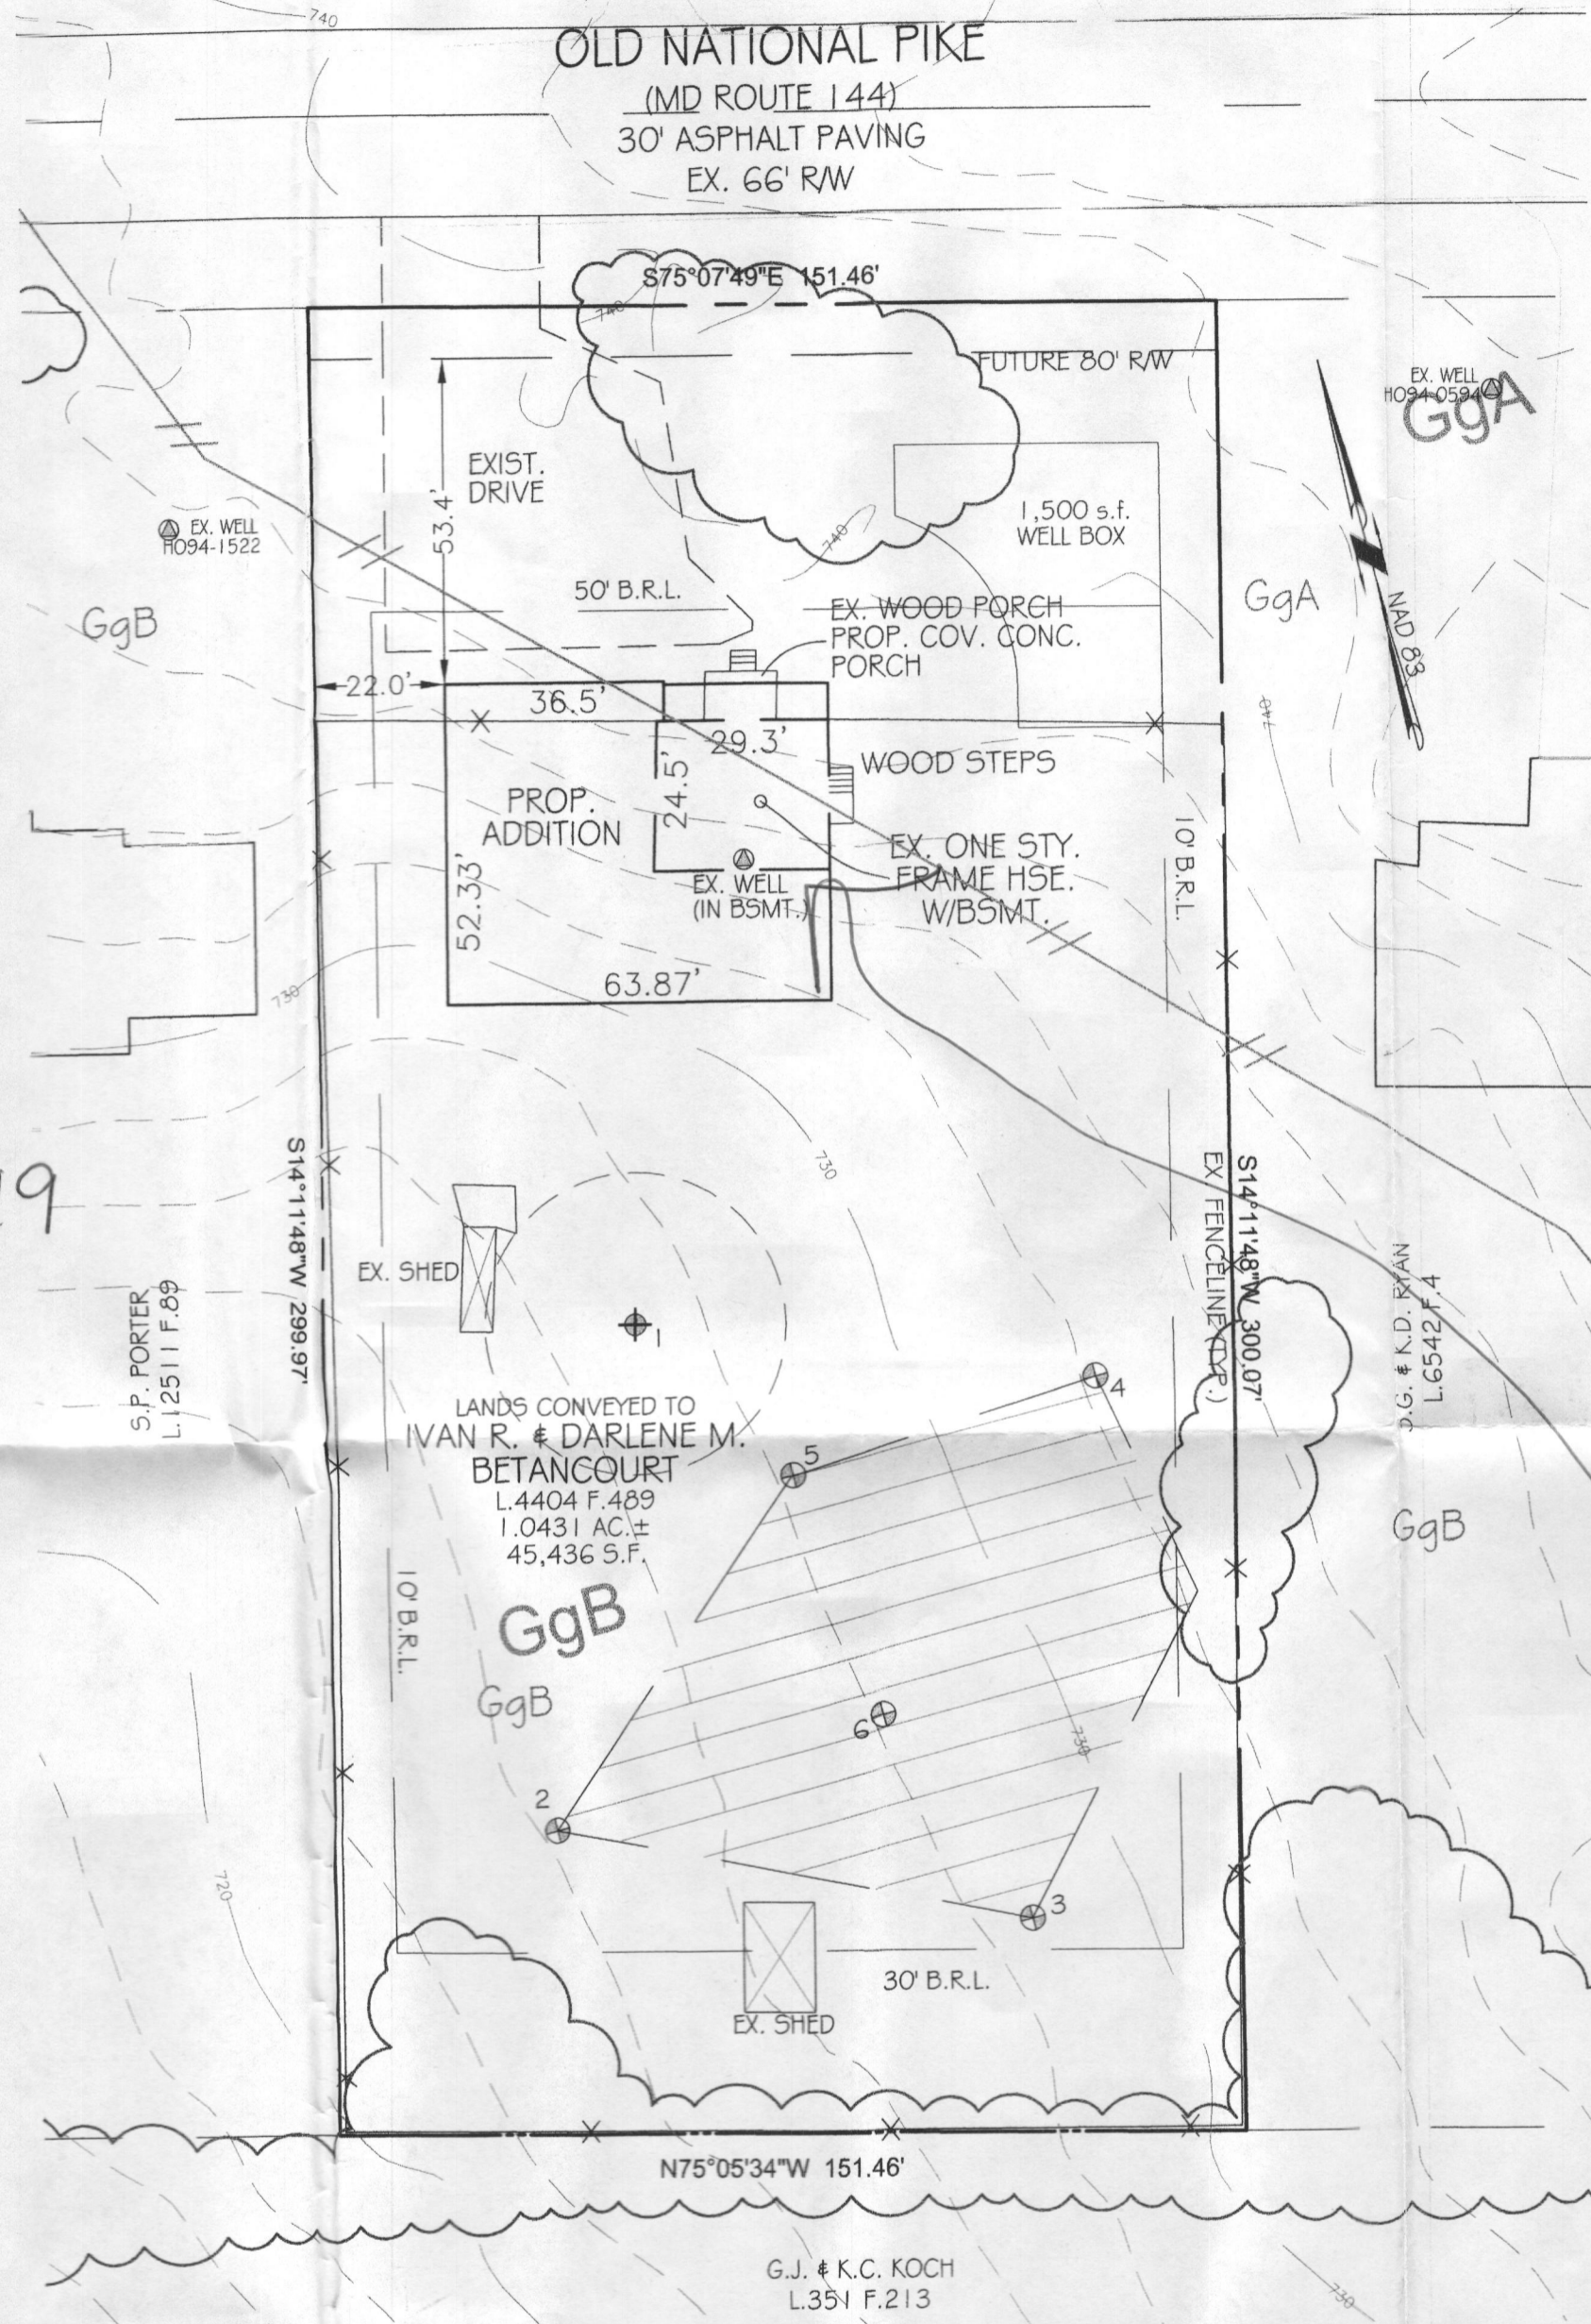 740
OLD NATIONAL PIKE
(MD ROUTE 144)
30' ASPHALT PAVING
EX. 66' R/W
S75°07'49"E 151.46'
740
FUTURE 80' R/W
EX. WELL
HO94-0594
GgA
EXIST.
DRIVE
53.4'
1,500 s.f.
WELL BOX
EX. WELL
HO94-1522
740
50' B.R.L.
GgB
GgA
NAD 83
EX. WOOD PORCH
PROP. COV. CONC.
PORCH
22.0'
36.5'
740
29.3'
24.5'
WOOD STEPS
PROP.
ADDITION
10' B.R.L.
EX. ONE STY.
FRAME HSE.
W/BSMT.
EX. WELL
(IN BSMT.)
52.33'
63.87'
730
730
S14°11'48"W 299.97'
S14°11'48"W 300.07'
EX FENCELINE (TYP.)
9
EX. SHED
1
S.P. PORTER
L.12511 F.89
D.G. & K.D. RYAN
L.6542 F.4
4
LANDS CONVEYED TO
IVAN R. & DARLENE M.
BETANCOURT
L.4404 F.489
1.0431 AC.±
45,436 S.F.
5
GgB
10' B.R.L.
GgB
GgB
6
730
2
720
3
30' B.R.L.
EX. SHED
N75°05'34"W 151.46'
G.J. & K.C. KOCH
L.351 F.213
730